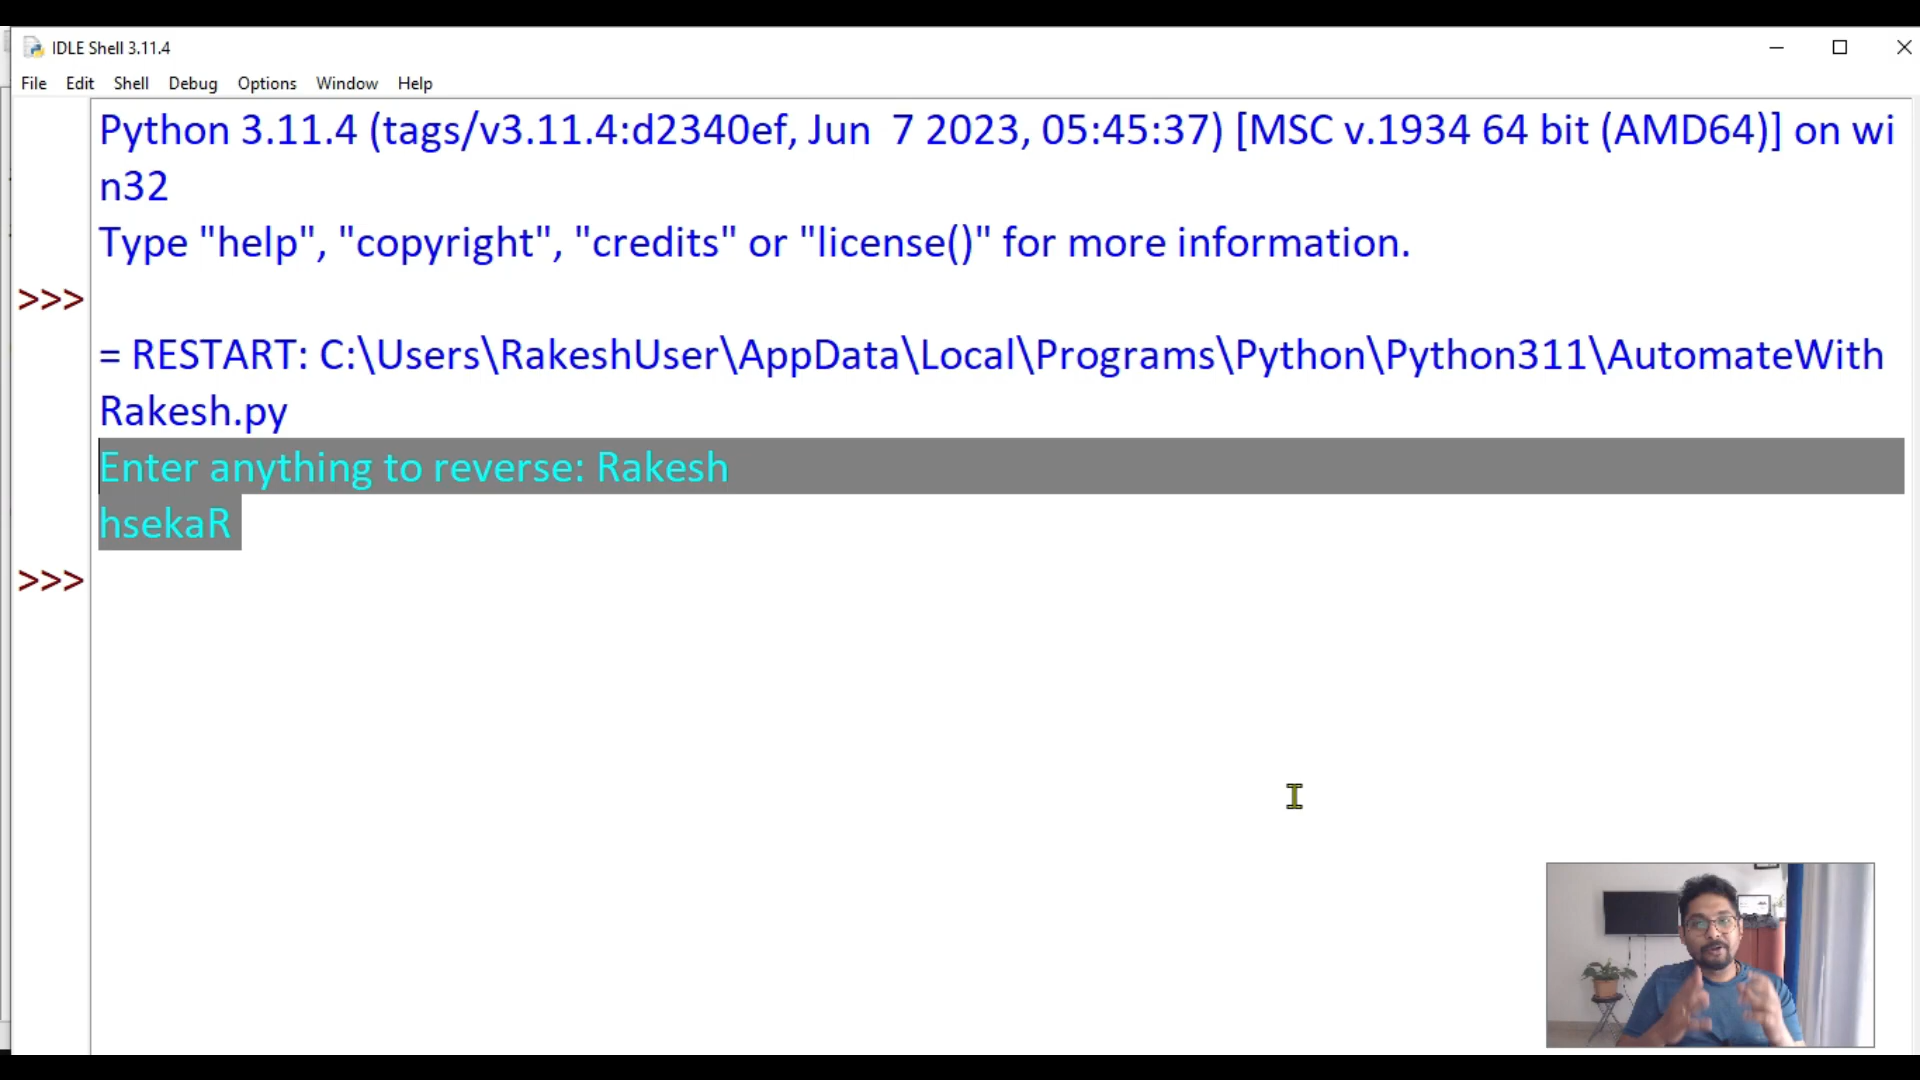 IDLE Shell 3.11.4
File Edit Shell Debug Options Window Help
Python 3.11.4 (tags/v3.11.4:d2340ef, Jun  7 2023, 05:45:37) [MSC v.1934 64 bit (AMD64)] on wi
n32
Type "help", "copyright", "credits" or "license()" for more information.
>>>
= RESTART: C:\Users\RakeshUser\AppData\Local\Programs\Python\Python311\AutomateWith
Rakesh.py
Enter anything to reverse: Rakesh
hsekaR
>>>